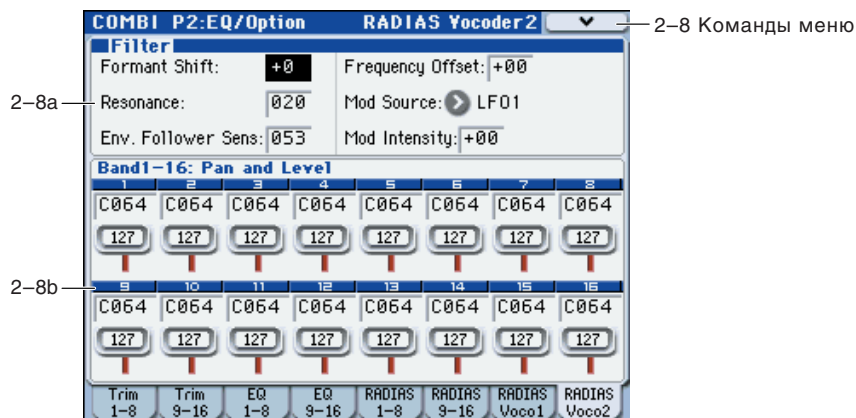 COMBI P2:EQ/Option RADIAS Vocoder2
2–8 Команды меню
Filter
Formant Shift: +0 Frequency Offset: +00
2–8a
Resonance: 020 Mod Source: LFO1
Env. Follower Sens: 053 Mod Intensity: +00
Band1-16: Pan and Level
1 2 3 4 5 6 7 8
C064 C064 C064 C064 C064 C064 C064 C064
127 127 127 127 127 127 127 127
2–8b
9 10 11 12 13 14 15 16
C064 C064 C064 C064 C064 C064 C064 C064
127 127 127 127 127 127 127 127
Trim 1-8 Trim 9-16 EQ 1-8 EQ 9-16 RADIAS 1-8 RADIAS 9-16 RADIAS Voco1 RADIAS Voco2